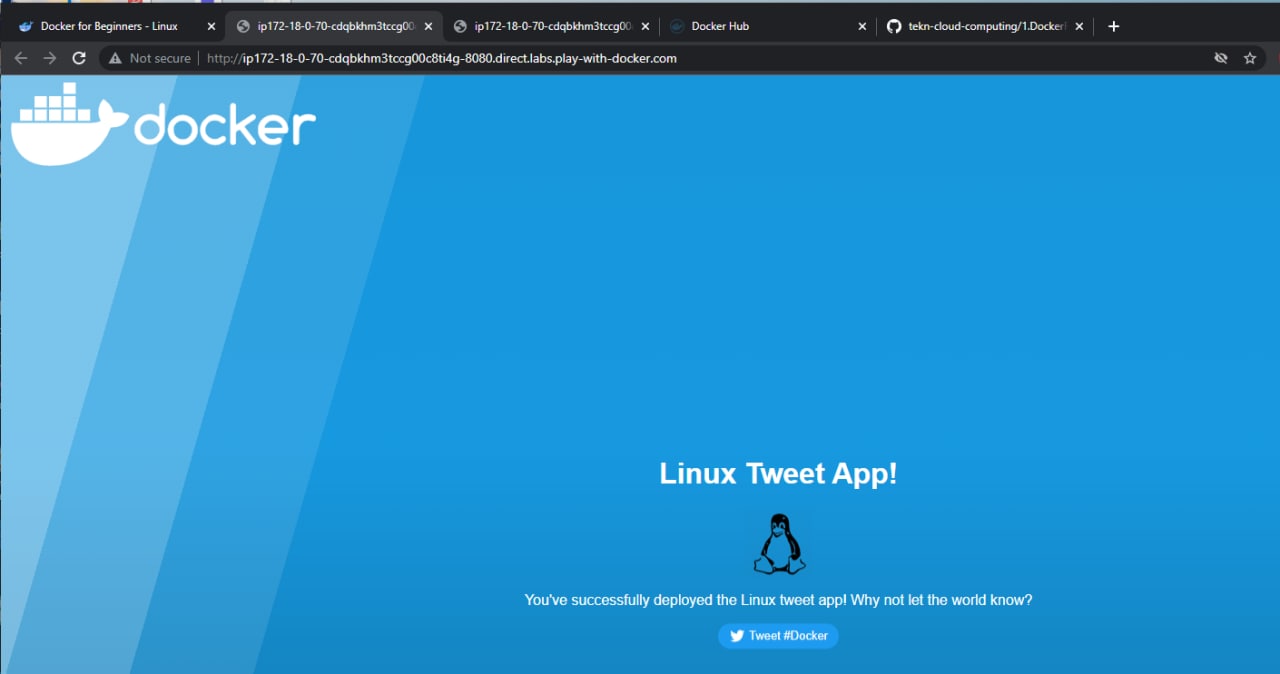 Docker for Beginners - Linux
ip172-18-0-70-cdqbkhm3tccg00
ip172-18-0-70-cdqbkhm3tccg00
Docker Hub
tekn-cloud-computing/1.Docker
Not secure
http://ip172-18-0-70-cdqbkhm3tccg00c8ti4g-8080.direct.labs.play-with-docker.com
docker
Linux Tweet App!
You've successfully deployed the Linux tweet app! Why not let the world know?
Tweet #Docker